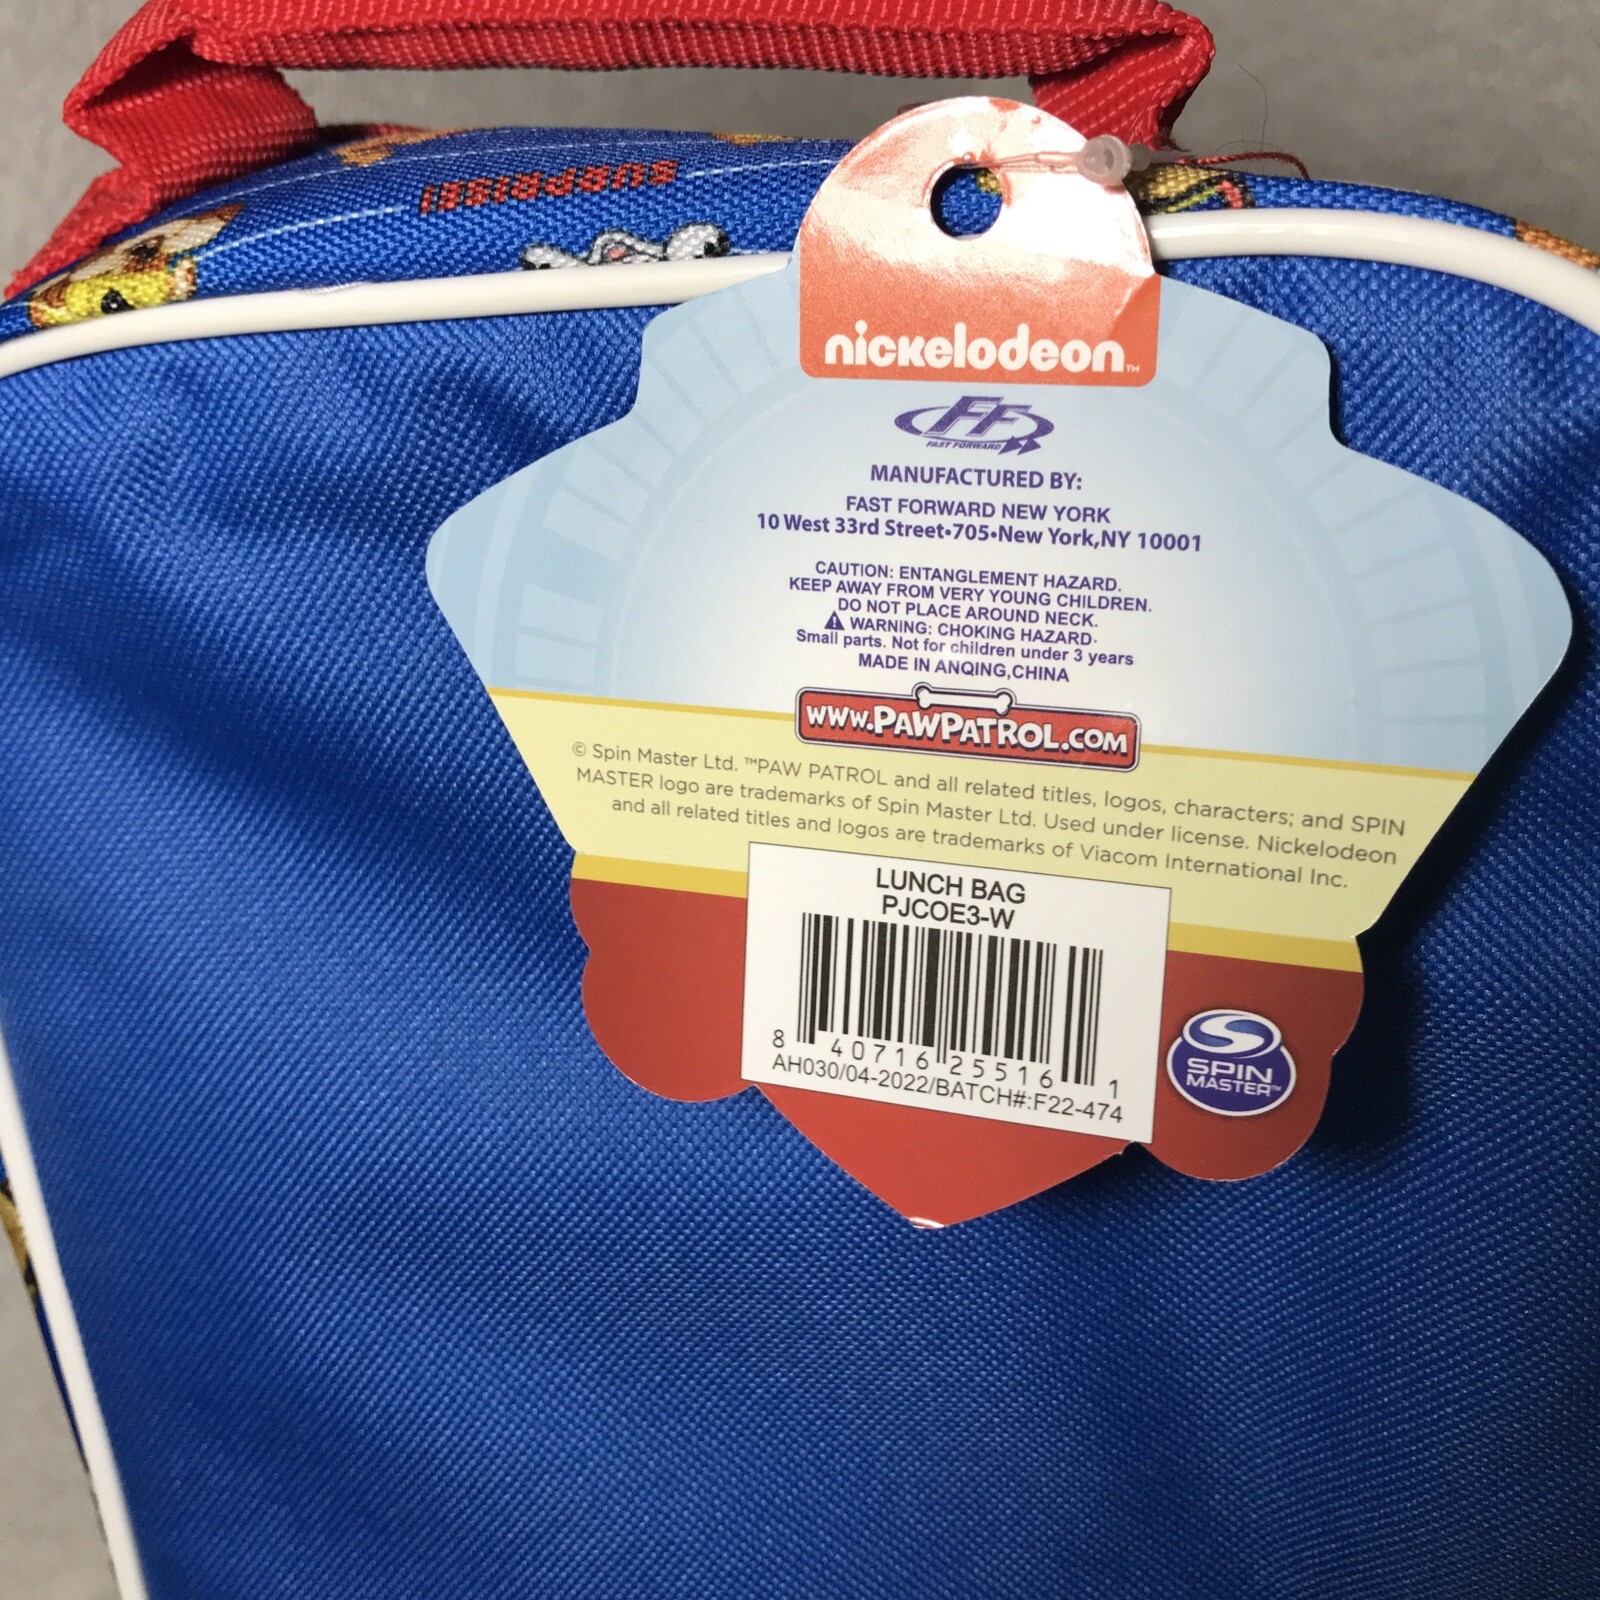 SURPRISE!
nickelodeon™
FF
FAST FORWARD
MANUFACTURED BY:
FAST FORWARD NEW YORK
10 West 33rd Street•705•New York,NY 10001
CAUTION: ENTANGLEMENT HAZARD.
KEEP AWAY FROM VERY YOUNG CHILDREN.
DO NOT PLACE AROUND NECK.
⚠ WARNING: CHOKING HAZARD.
Small parts. Not for children under 3 years
MADE IN ANQING,CHINA
www.PAWPATROL.COM
© Spin Master Ltd. ™PAW PATROL and all related titles, logos, characters; and SPIN
MASTER logo are trademarks of Spin Master Ltd. Used under license. Nickelodeon
and all related titles and logos are trademarks of Viacom International Inc.
LUNCH BAG
PJCOE3-W
8 40716 25516 1
AH030/04-2022/BATCH#:F22-474
SPIN
MASTER™